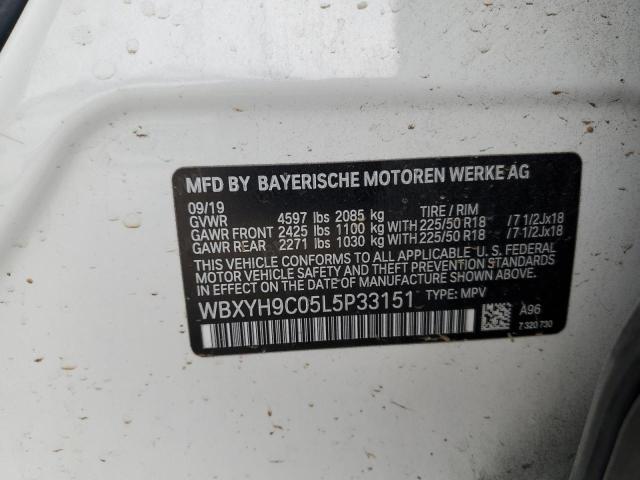 MFD BY BAYERISCHE MOTOREN WERKE AG
09/19 TIRE / RIM
GVWR 4597 lbs 2085 kg
GAWR FRONT 2425 lbs 1100 kg WITH 225/50 R18 /7 1/2Jx18
GAWR REAR 2271 lbs 1030 kg WITH 225/50 R18 /7 1/2Jx18
THIS VEHICLE CONFORMS TO ALL APPLICABLE U.S. FEDERAL
MOTOR VEHICLE SAFETY AND THEFT PREVENTION STANDARDS
IN EFFECT ON THE DATE OF MANUFACTURE SHOWN ABOVE.
WBXYH9C05L5P33151 TYPE: MPV
A96
7 320 730